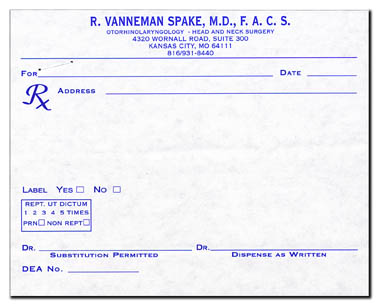 R. VANNEMAN SPAKE, M.D., F. A. C. S.
OTORHINOLARYNGOLOGY - HEAD AND NECK SURGERY
4320 WORNALL ROAD, SUITE 300
KANSAS CITY, MO 64111
816/931-8440
FOR DATE
Rx ADDRESS
LABEL YES NO
REPT. UT DICTUM
1 2 3 4 5 TIMES
PRN NON REPT
DR. DR.
SUBSTITUTION PERMITTED DISPENSE AS WRITTEN
DEA NO.